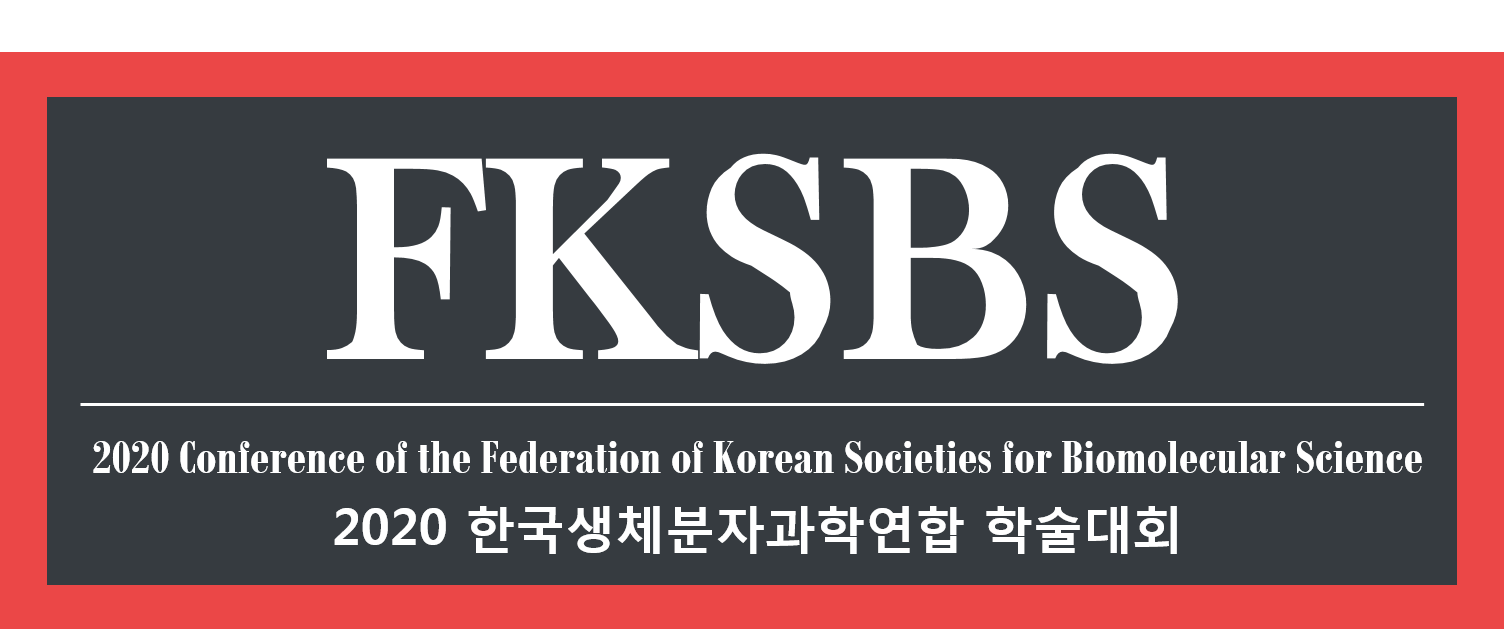 FKSBS
2020 Conference of the Federation of Korean Societies for Biomolecular Science
2020 한국생체분자과학연합 학술대회